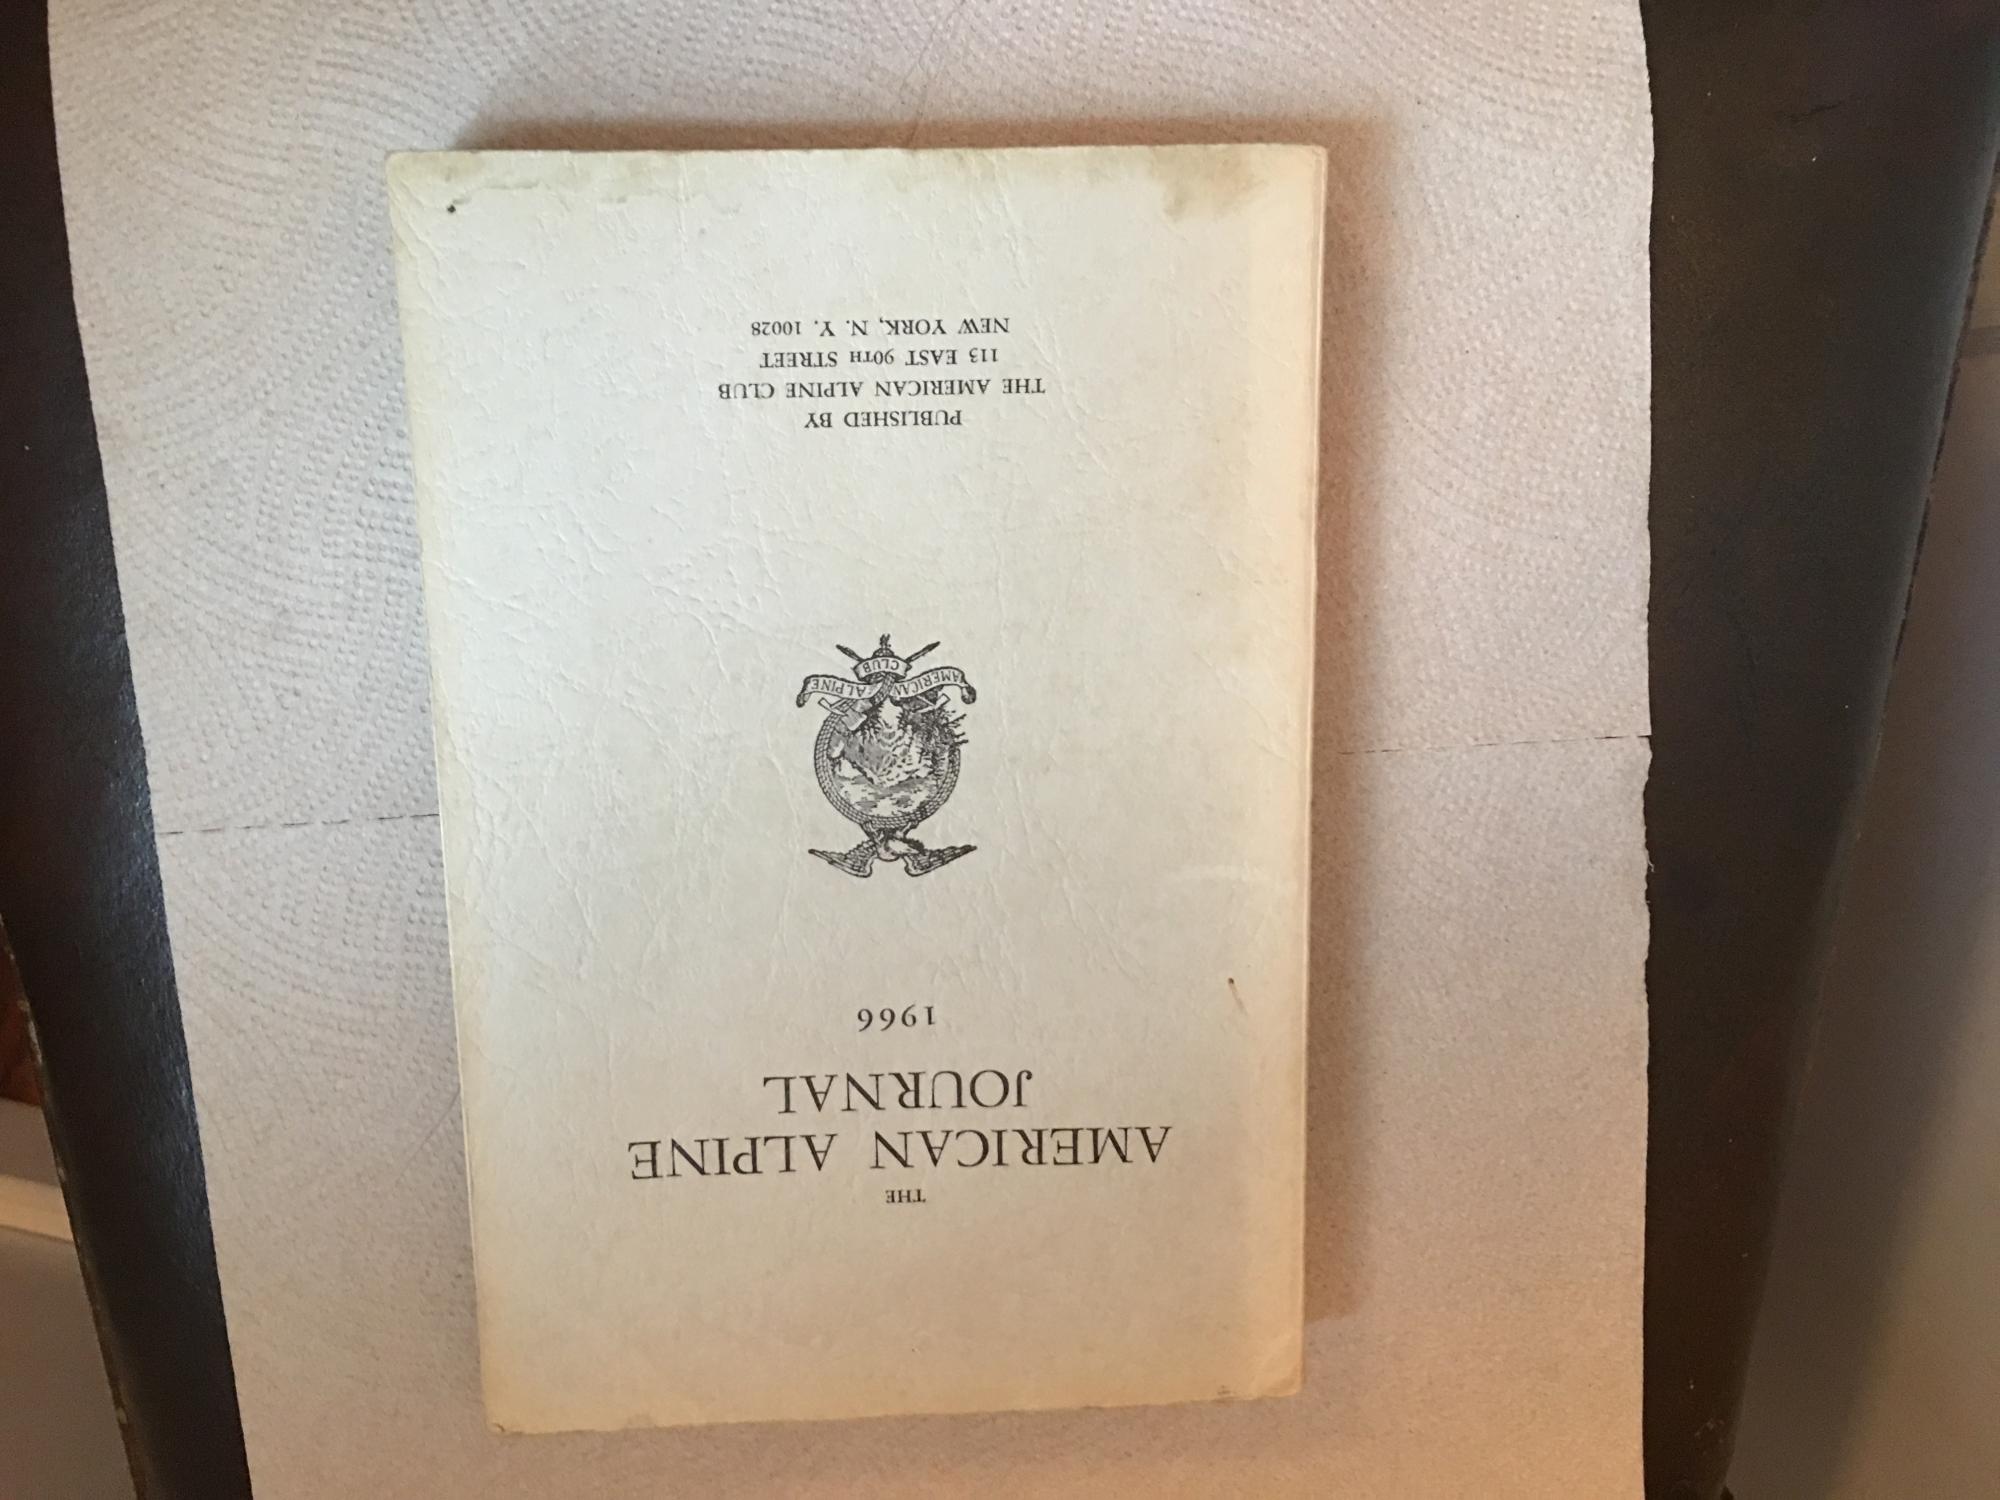 THE
AMERICAN ALPINE
JOURNAL
1966
AMERICAN ALPINE
CLUB
PUBLISHED BY
THE AMERICAN ALPINE CLUB
113 EAST 90TH STREET
NEW YORK, N. Y. 10028